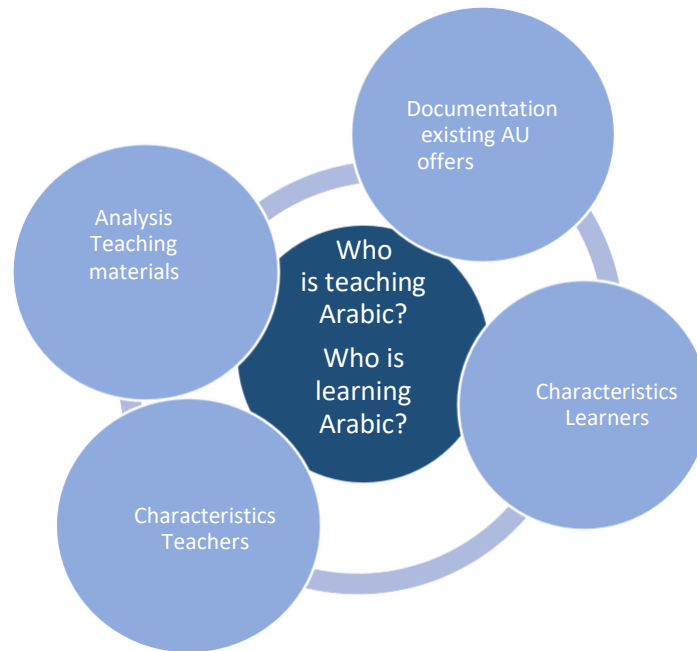 Documentation
existing AU
offers
Analysis
Teaching
materials
Who
is teaching
Arabic?
Who is
learning
Arabic?
Characteristics
Learners
Characteristics
Teachers